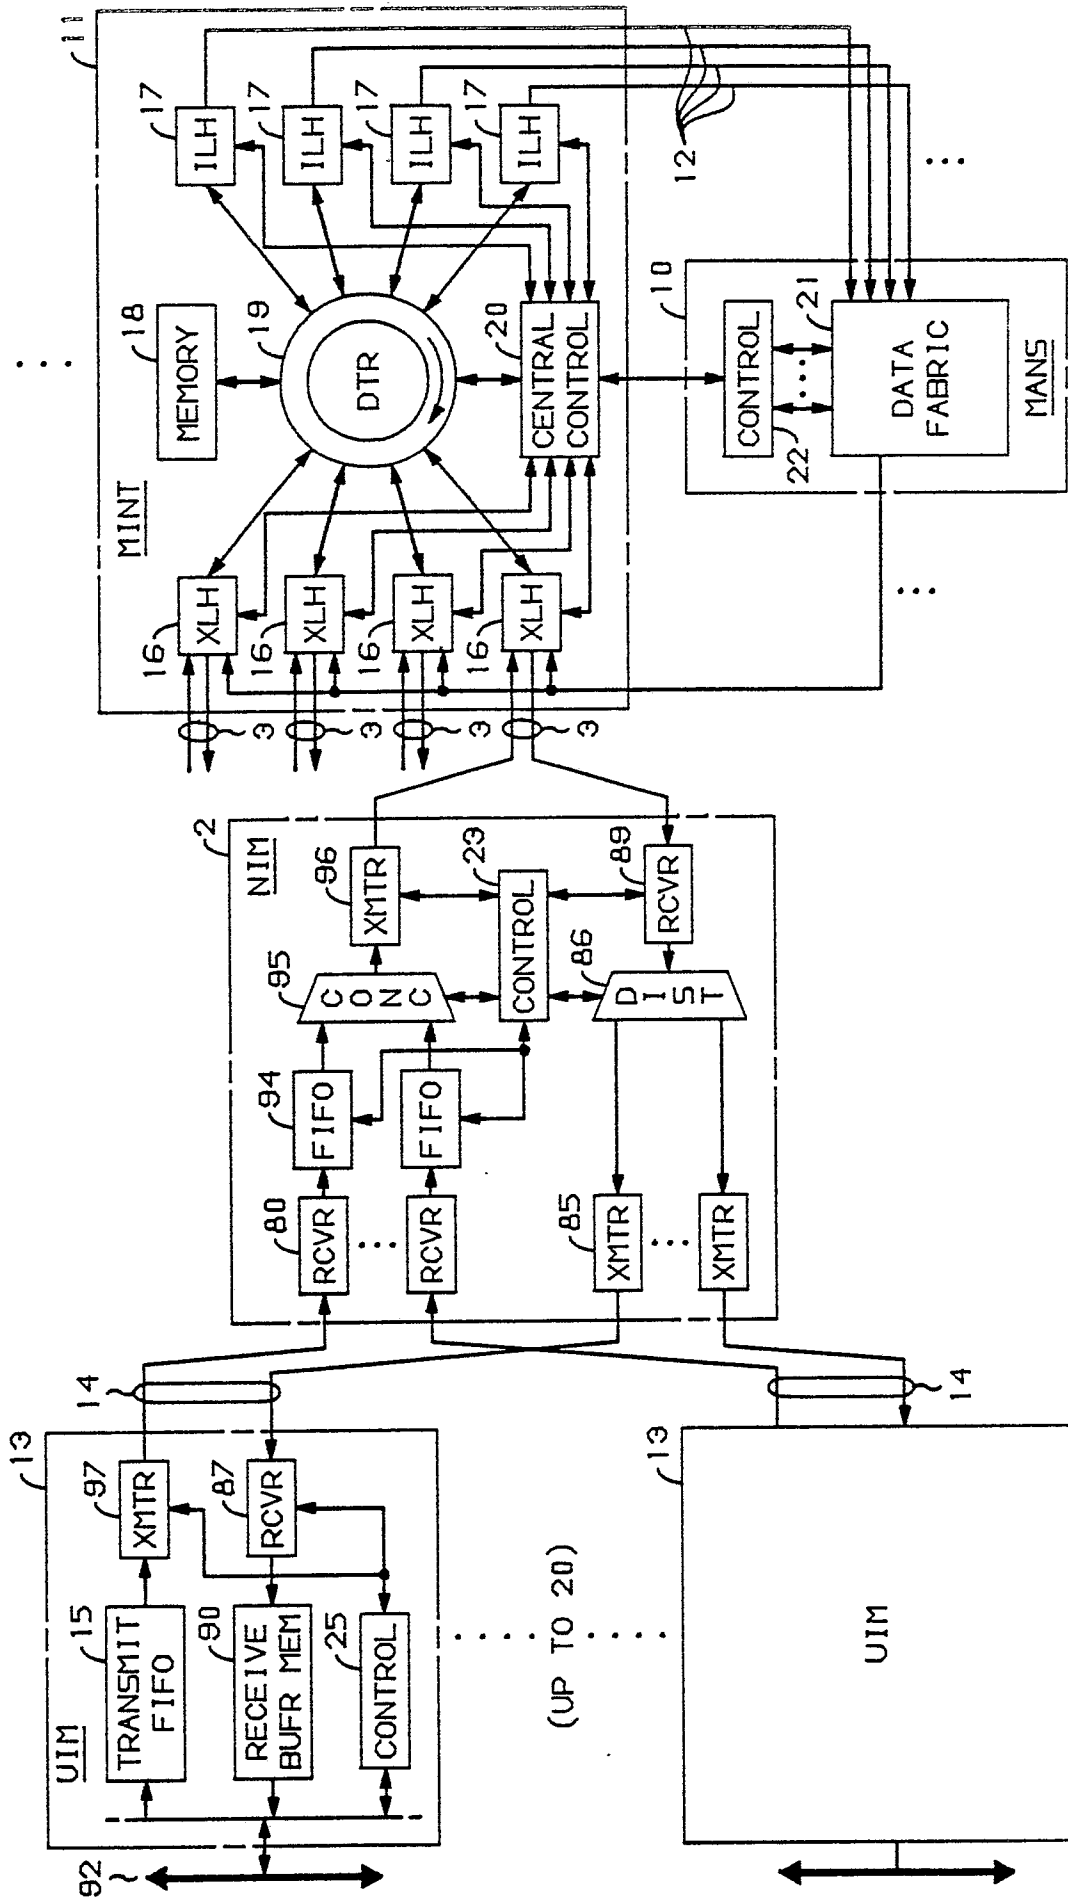 92
13
UIM
15
TRANSMIT
FIFO
97
XMTR
14
90
RECEIVE
BUFR MEM
87
RCVR
25
CONTROL
. . . . . (UP TO 20) . . . . .
13
UIM
14
2
NIM
80
RCVR
94
FIFO
95
CONC
96
XMTR
...
RCVR
FIFO
23
CONTROL
85
XMTR
86
DIST
89
RCVR
...
XMTR
3
3
3
3
11
MINT
16
XLH
16
XLH
16
XLH
16
XLH
18
MEMORY
19
DTR
20
CENTRAL
CONTROL
17
ILH
17
ILH
17
ILH
17
ILH
12
...
10
CONTROL
22
....
21
DATA
FABRIC
MANS
...
...